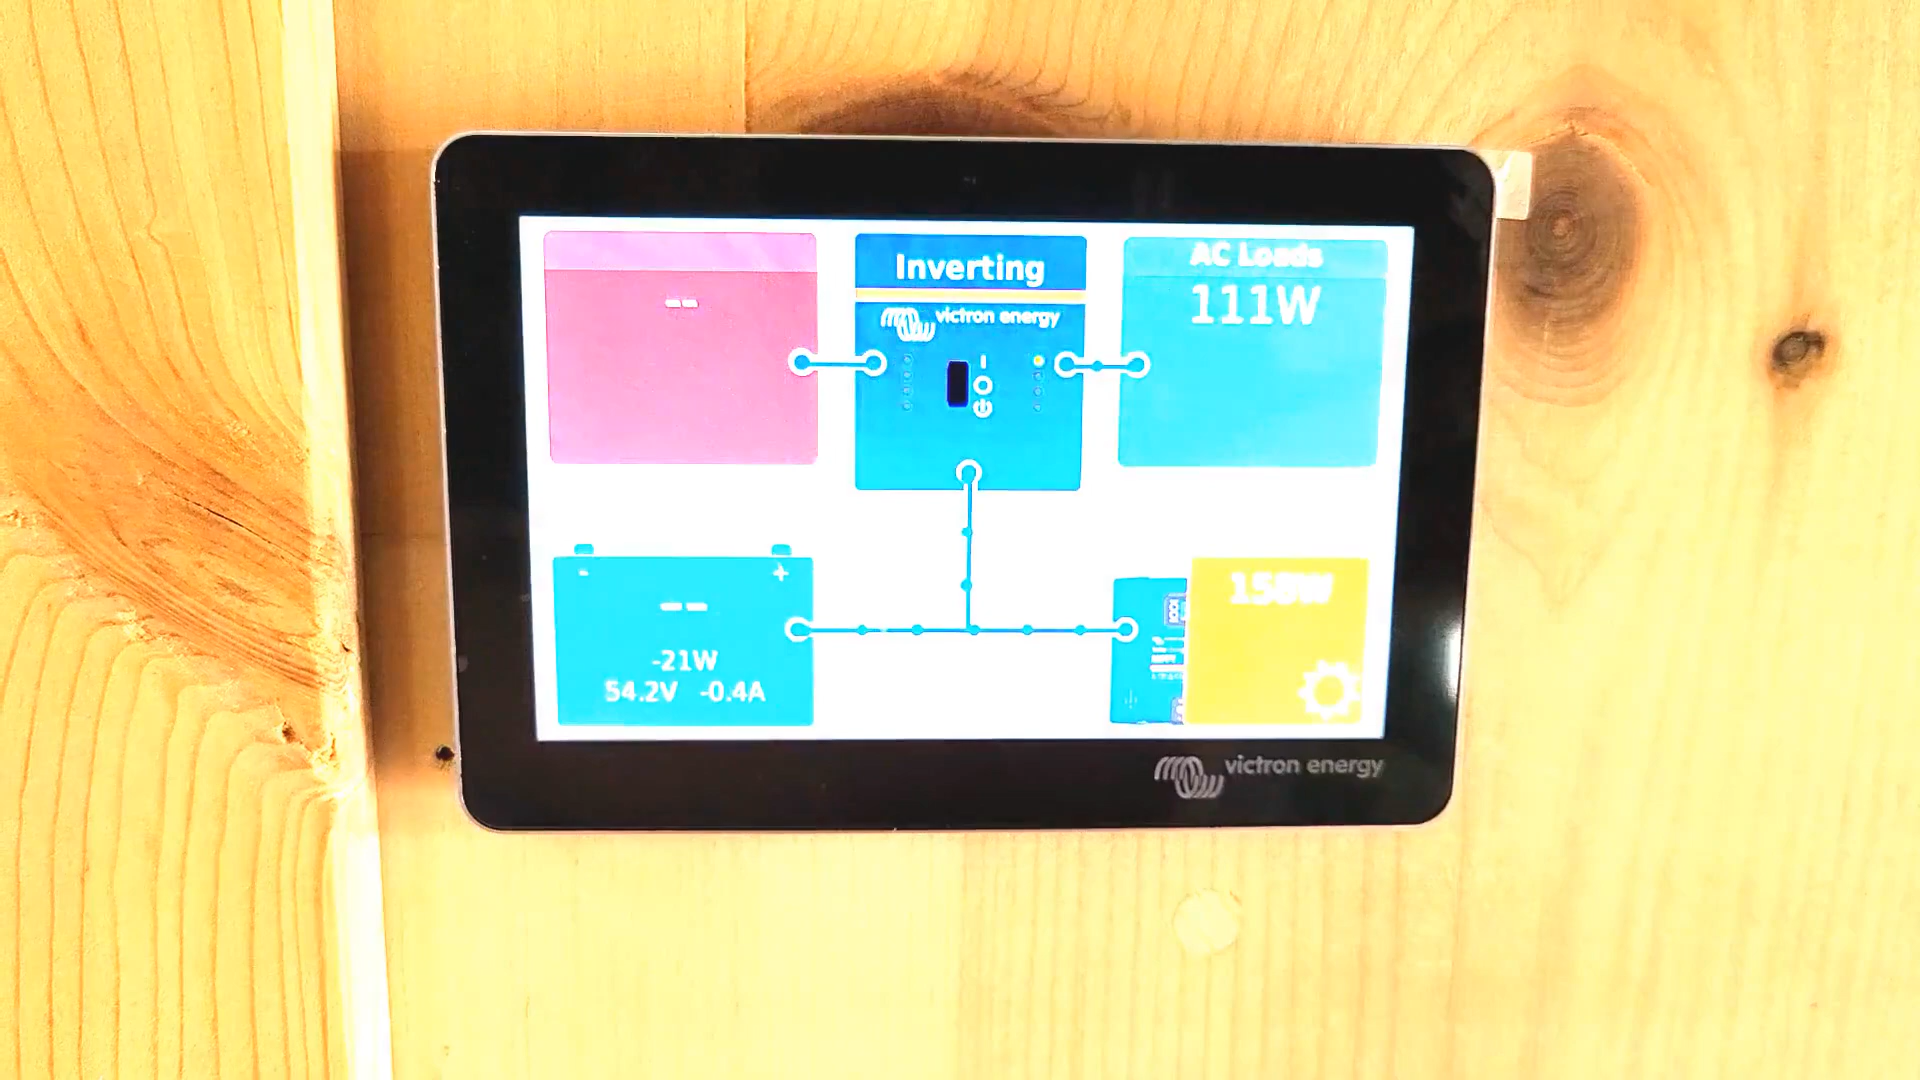 --
Inverting
victron energy
AC Loads
111W
- +
--
-21W
54.2V -0.4A
158W
victron energy